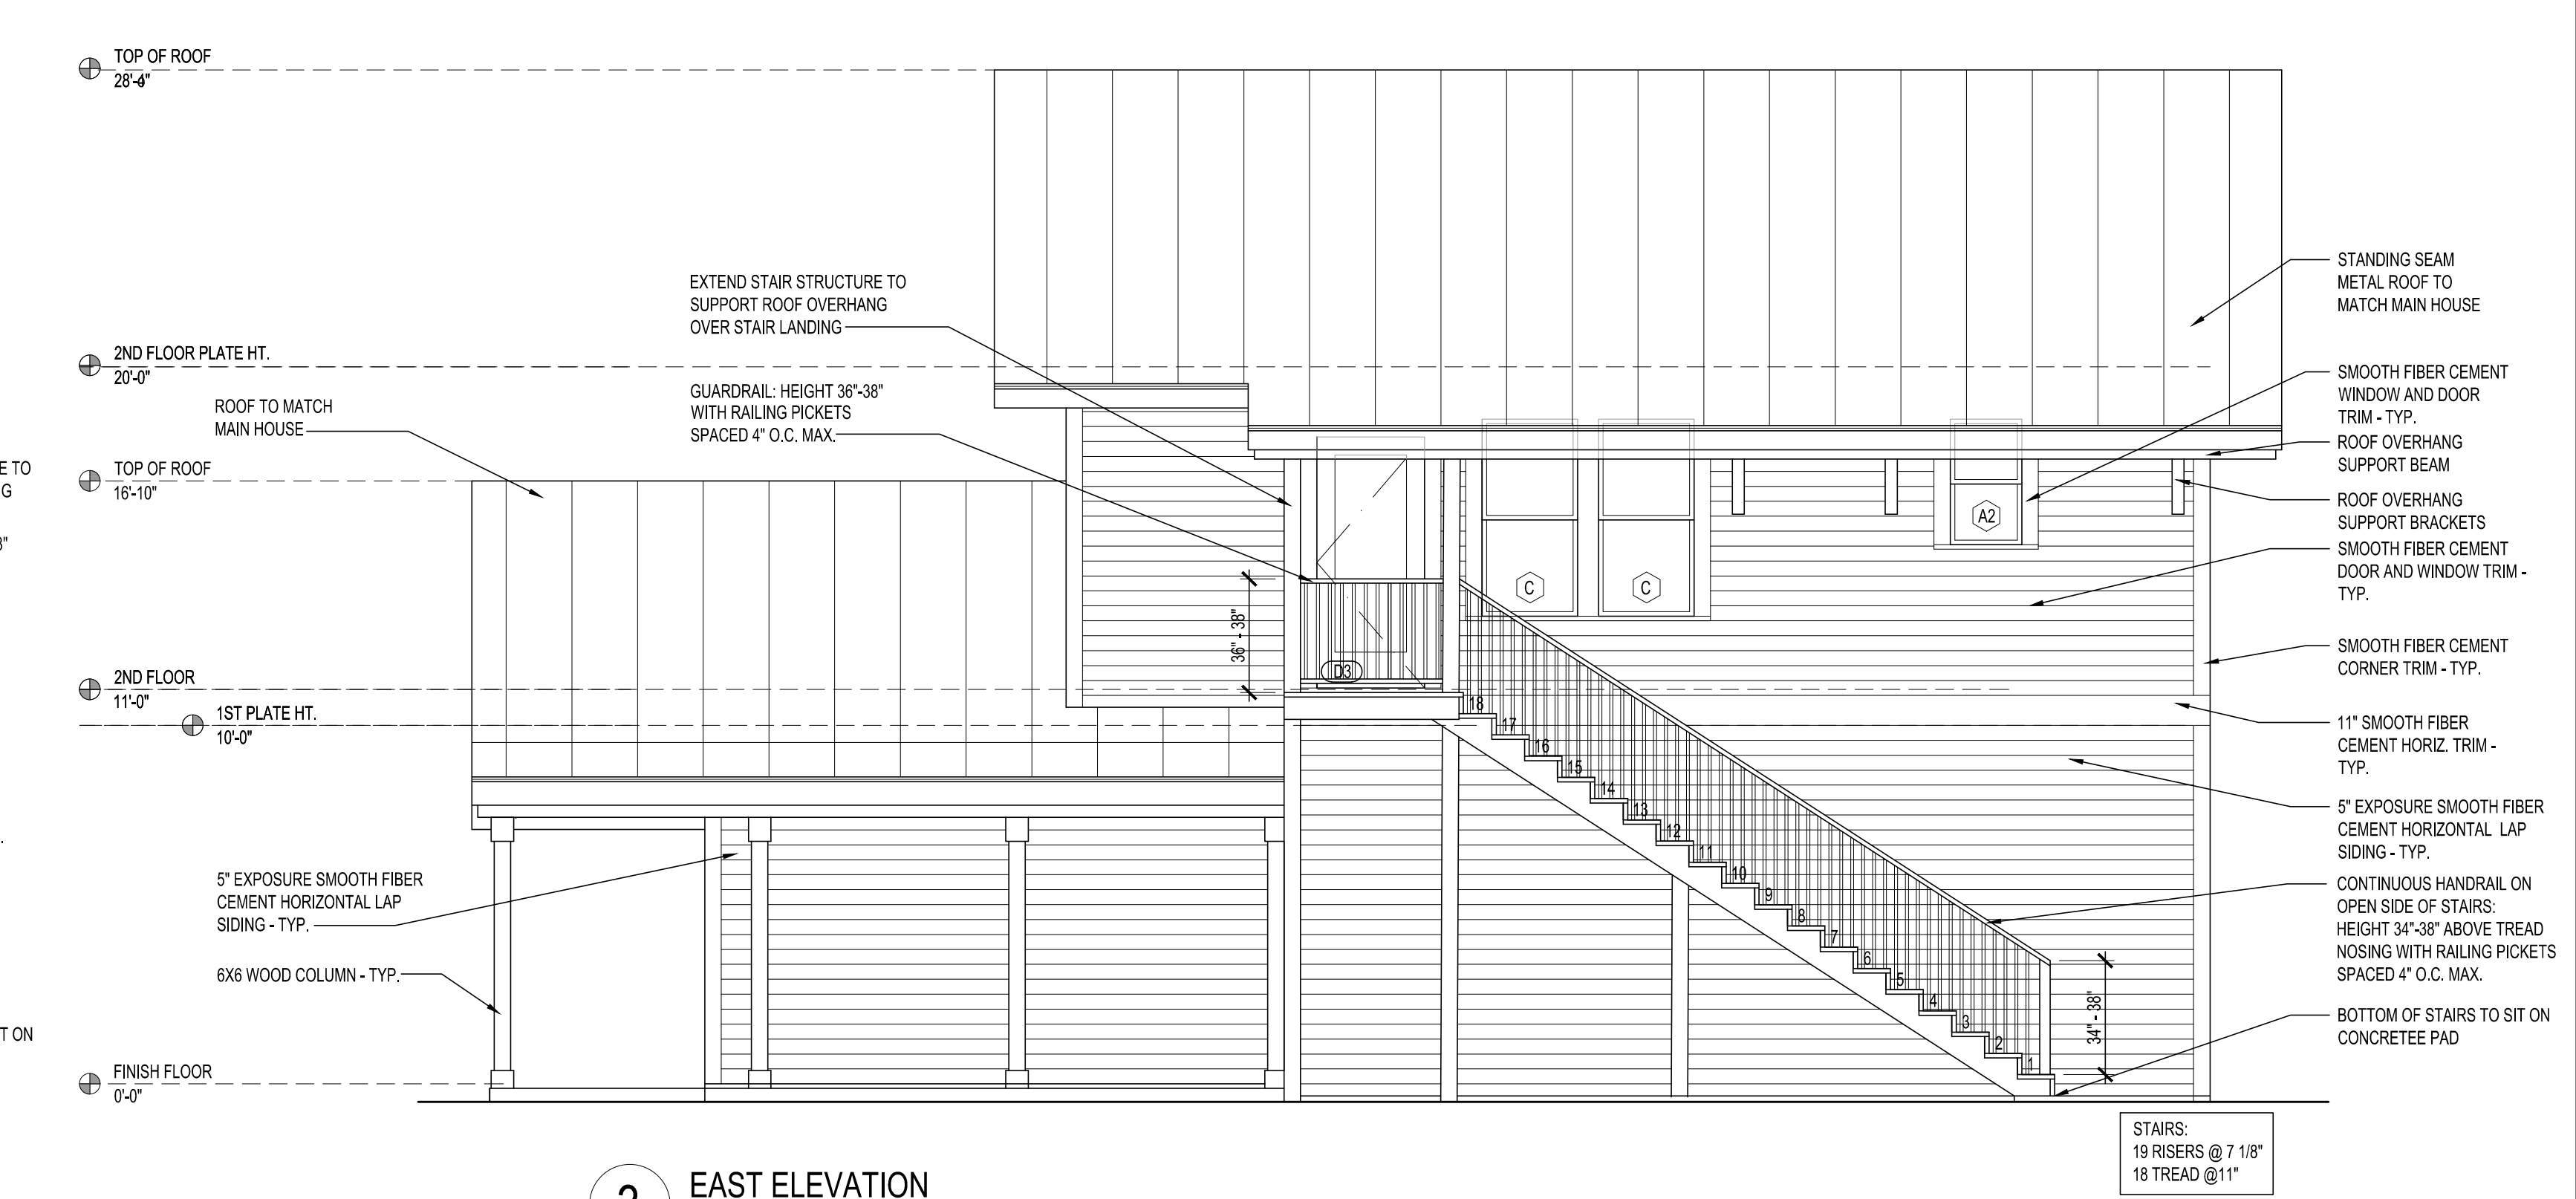 TOP OF ROOF
28'-4"
2ND FLOOR PLATE HT.
20'-0"
ROOF TO MATCH
MAIN HOUSE
TOP OF ROOF
16'-10"
2ND FLOOR
11'-0"
1ST PLATE HT.
10'-0"
5" EXPOSURE SMOOTH FIBER
CEMENT HORIZONTAL LAP
SIDING - TYP.
6X6 WOOD COLUMN - TYP.
FINISH FLOOR
0'-0"
E TO
G
8"
.
T ON
EXTEND STAIR STRUCTURE TO
SUPPORT ROOF OVERHANG
OVER STAIR LANDING
GUARDRAIL: HEIGHT 36"-38"
WITH RAILING PICKETS
SPACED 4" O.C. MAX.
36" - 38"
D3
C
C
A2
18
17
16
15
14
13
12
11
10
9
8
7
6
5
4
3
2
1
34" - 38"
STANDING SEAM
METAL ROOF TO
MATCH MAIN HOUSE
SMOOTH FIBER CEMENT
WINDOW AND DOOR
TRIM - TYP.
ROOF OVERHANG
SUPPORT BEAM
ROOF OVERHANG
SUPPORT BRACKETS
SMOOTH FIBER CEMENT
DOOR AND WINDOW TRIM -
TYP.
SMOOTH FIBER CEMENT
CORNER TRIM - TYP.
11" SMOOTH FIBER
CEMENT HORIZ. TRIM -
TYP.
5" EXPOSURE SMOOTH FIBER
CEMENT HORIZONTAL LAP
SIDING - TYP.
CONTINUOUS HANDRAIL ON
OPEN SIDE OF STAIRS:
HEIGHT 34"-38" ABOVE TREAD
NOSING WITH RAILING PICKETS
SPACED 4" O.C. MAX.
BOTTOM OF STAIRS TO SIT ON
CONCRETEE PAD
STAIRS:
19 RISERS @ 7 1/8"
18 TREAD @11"
EAST ELEVATION